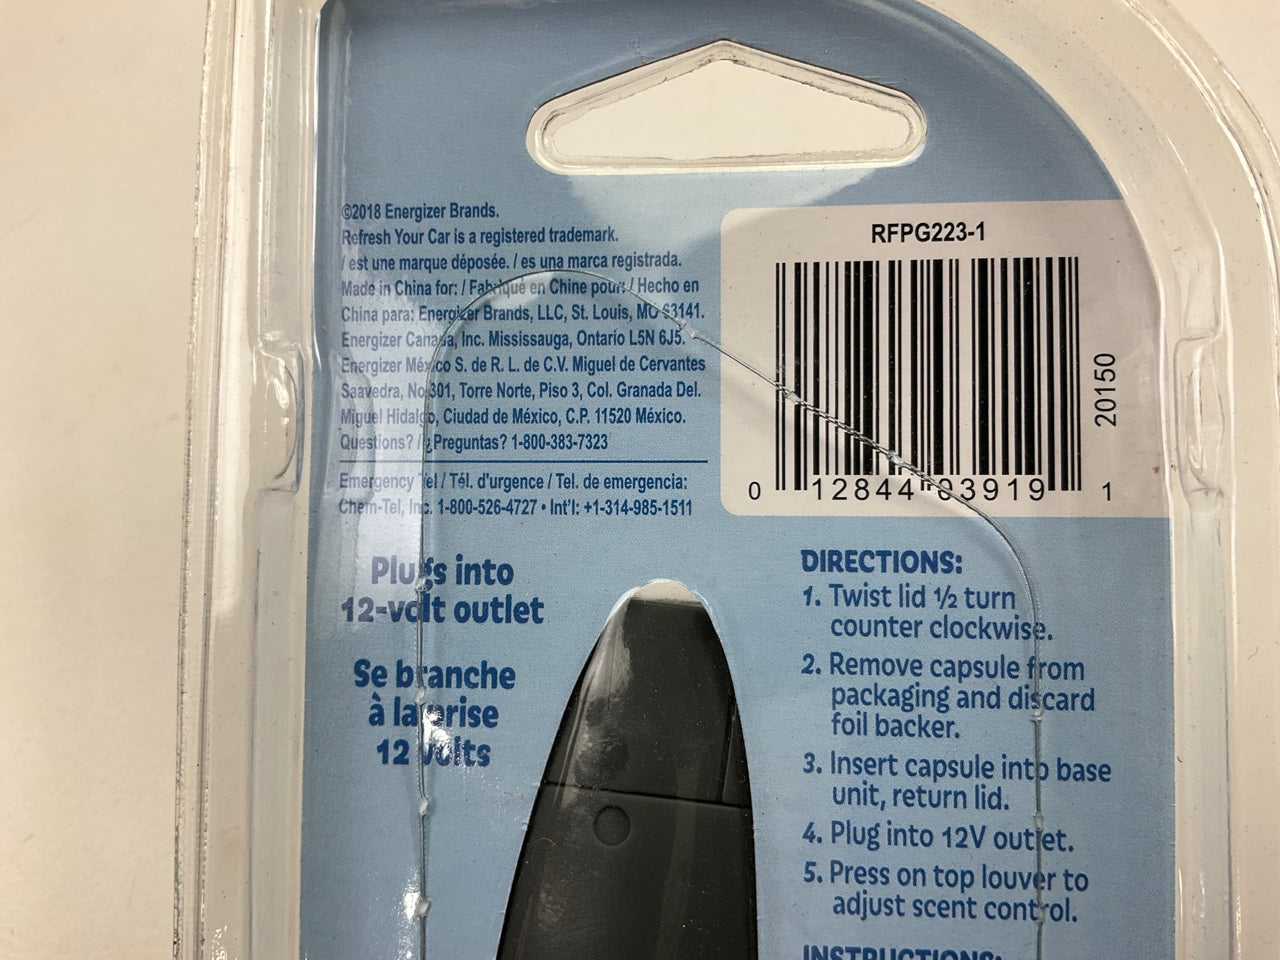 ©2018 Energizer Brands.
Refresh Your Car is a registered trademark.
/ est une marque déposée. / es una marca registrada.
Made in China for: / Fabriqué en Chine pour: / Hecho en
China para: Energizer Brands, LLC, St. Louis, MO 63141.
Energizer Canada, Inc. Mississauga, Ontario L5N 6J5.
Energizer México S. de R. L. de C.V. Miguel de Cervantes
Saavedra, No 301, Torre Norte, Piso 3, Col. Granada Del.
Miguel Hidalgo, Ciudad de México, C.P. 11520 México.
Questions? / ¿Preguntas? 1-800-383-7323
Emergency Tel / Tél. d'urgence / Tel. de emergencia:
Chem-Tel, Inc. 1-800-526-4727 • Int'l: +1-314-985-1511
RFPG223-1
20150
0 12844 03919 1
Plugs into
12-volt outlet
Se branche
à la prise
12 volts
DIRECTIONS:
1. Twist lid ½ turn
counter clockwise.
2. Remove capsule from
packaging and discard
foil backer.
3. Insert capsule into base
unit, return lid.
4. Plug into 12V outlet.
5. Press on top louver to
adjust scent control.
INSTRUCTIONS: